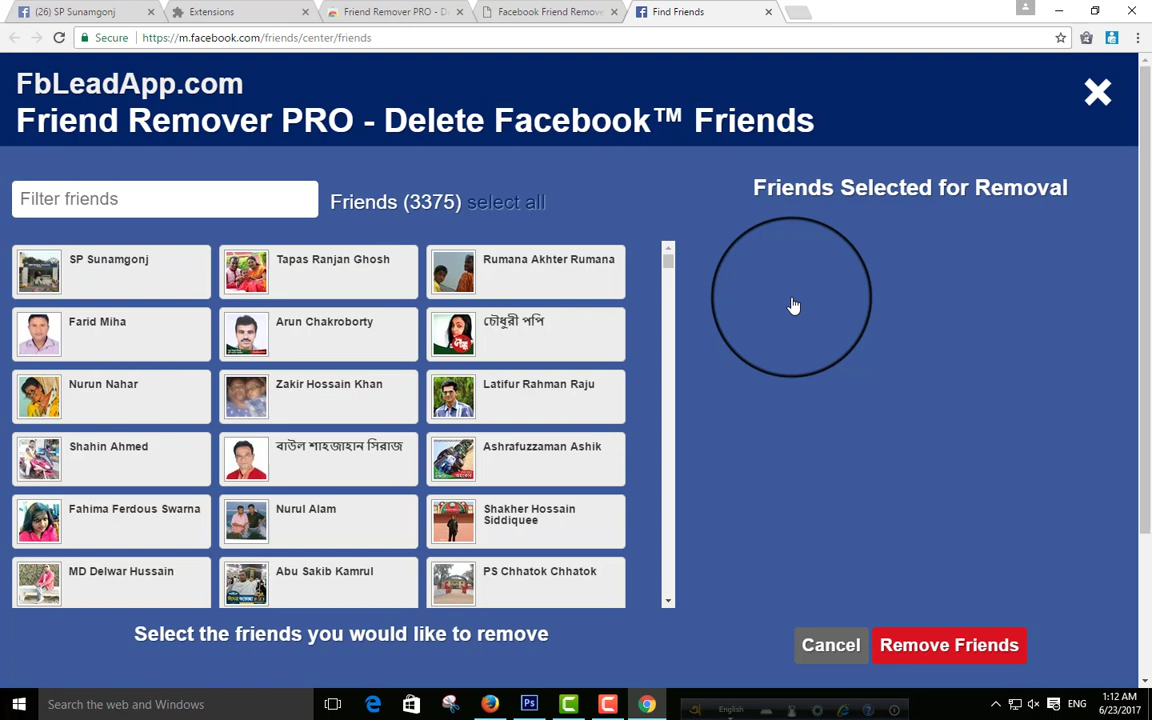 (26) SP Sunamgonj
Extensions
Friend Remover PRO - De
Facebook Friend Remove
Find Friends
Secure
https://m.facebook.com/friends/center/friends
FbLeadApp.com
Friend Remover PRO - Delete Facebook™ Friends
Filter friends
Friends (3375) select all
Friends Selected for Removal
SP Sunamgonj
Tapas Ranjan Ghosh
Rumana Akhter Rumana
Farid Miha
Arun Chakroborty
চৌধুরী পপি
Nurun Nahar
Zakir Hossain Khan
Latifur Rahman Raju
Shahin Ahmed
বাউল শাহজাহান সিরাজ
Ashrafuzzaman Ashik
Fahima Ferdous Swarna
Nurul Alam
Shakher Hossain
Siddiquee
MD Delwar Hussain
Abu Sakib Kamrul
PS Chhatok Chhatok
Select the friends you would like to remove
Cancel
Remove Friends
Search the web and Windows
English
ENG
1:12 AM
6/23/2017